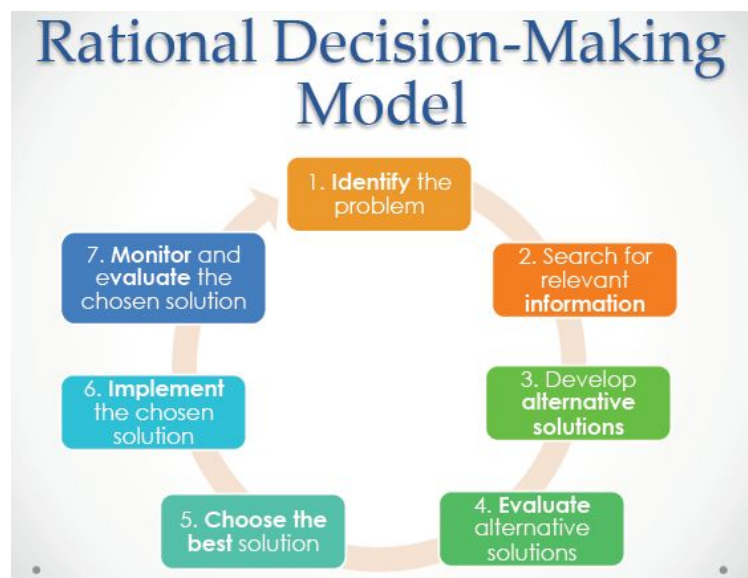 Rational Decision-Making
Model
1. Identify the
problem
2. Search for
relevant
information
3. Develop
alternative
solutions
4. Evaluate
alternative
solutions
5. Choose the
best solution
6. Implement
the chosen
solution
7. Monitor and
evaluate the
chosen solution